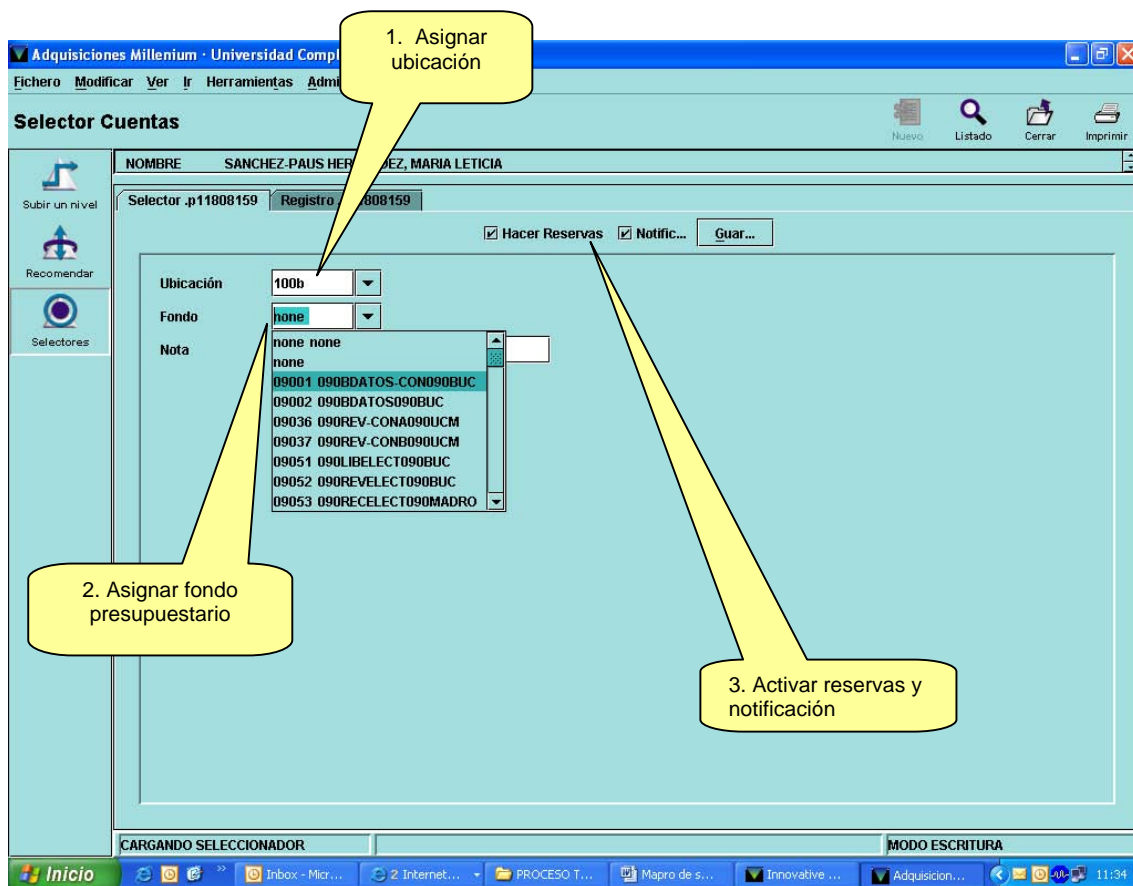 1. Asignar
ubicación
Adquisiciones Millenium · Universidad Compl
Fichero Modificar Ver Ir Herramientas Admi
Selector Cuentas
Nuevo Listado Cerrar Imprimir
NOMBRE SANCHEZ-PAUS HER DEZ, MARIA LETICIA
Subir un nivel
Selector .p11808159 Registro . 808159
Hacer Reservas Notific... Guar...
Recomendar
Ubicación 100b
Fondo none
Selectores
Nota
none none
none
09001 090BDATOS-CON090BUC
09002 090BDATOS090BUC
09036 090REV-CONA090UCM
09037 090REV-CONB090UCM
09051 090LIBELECT090BUC
09052 090REVELECT090BUC
09053 090RECELECT090MADRO
2. Asignar fondo
presupuestario
3. Activar reservas y
notificación
CARGANDO SELECCIONADOR MODO ESCRITURA
Inicio Inbox - Micr... 2 Internet... PROCESO T... Mapro de s... Innovative ... Adquisicion... 11:34